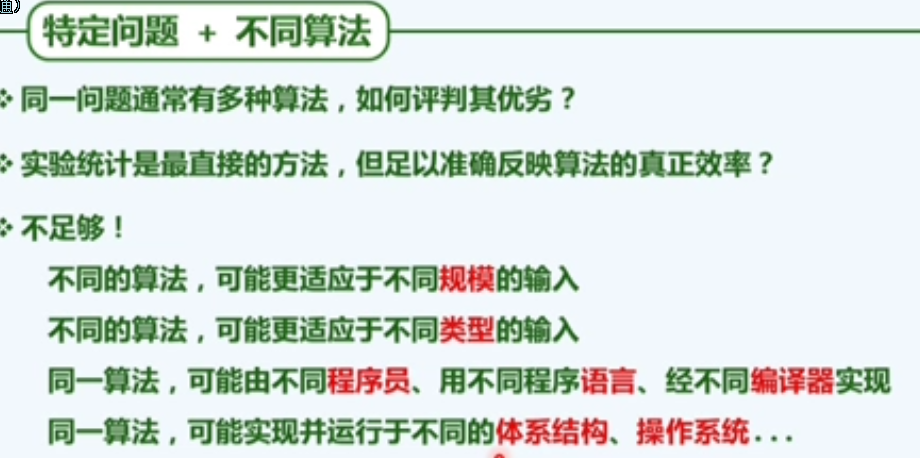 特定问题 + 不同算法
同一问题通常有多种算法，如何评判其优劣？
实验统计是最直接的方法，但足以准确反映算法的真正效率？
不足够！
不同的算法，可能更适应于不同规模的输入
不同的算法，可能更适应于不同类型的输入
同一算法，可能由不同程序员、用不同程序语言、经不同编译器实现
同一算法，可能实现并运行于不同的体系结构、操作系统...